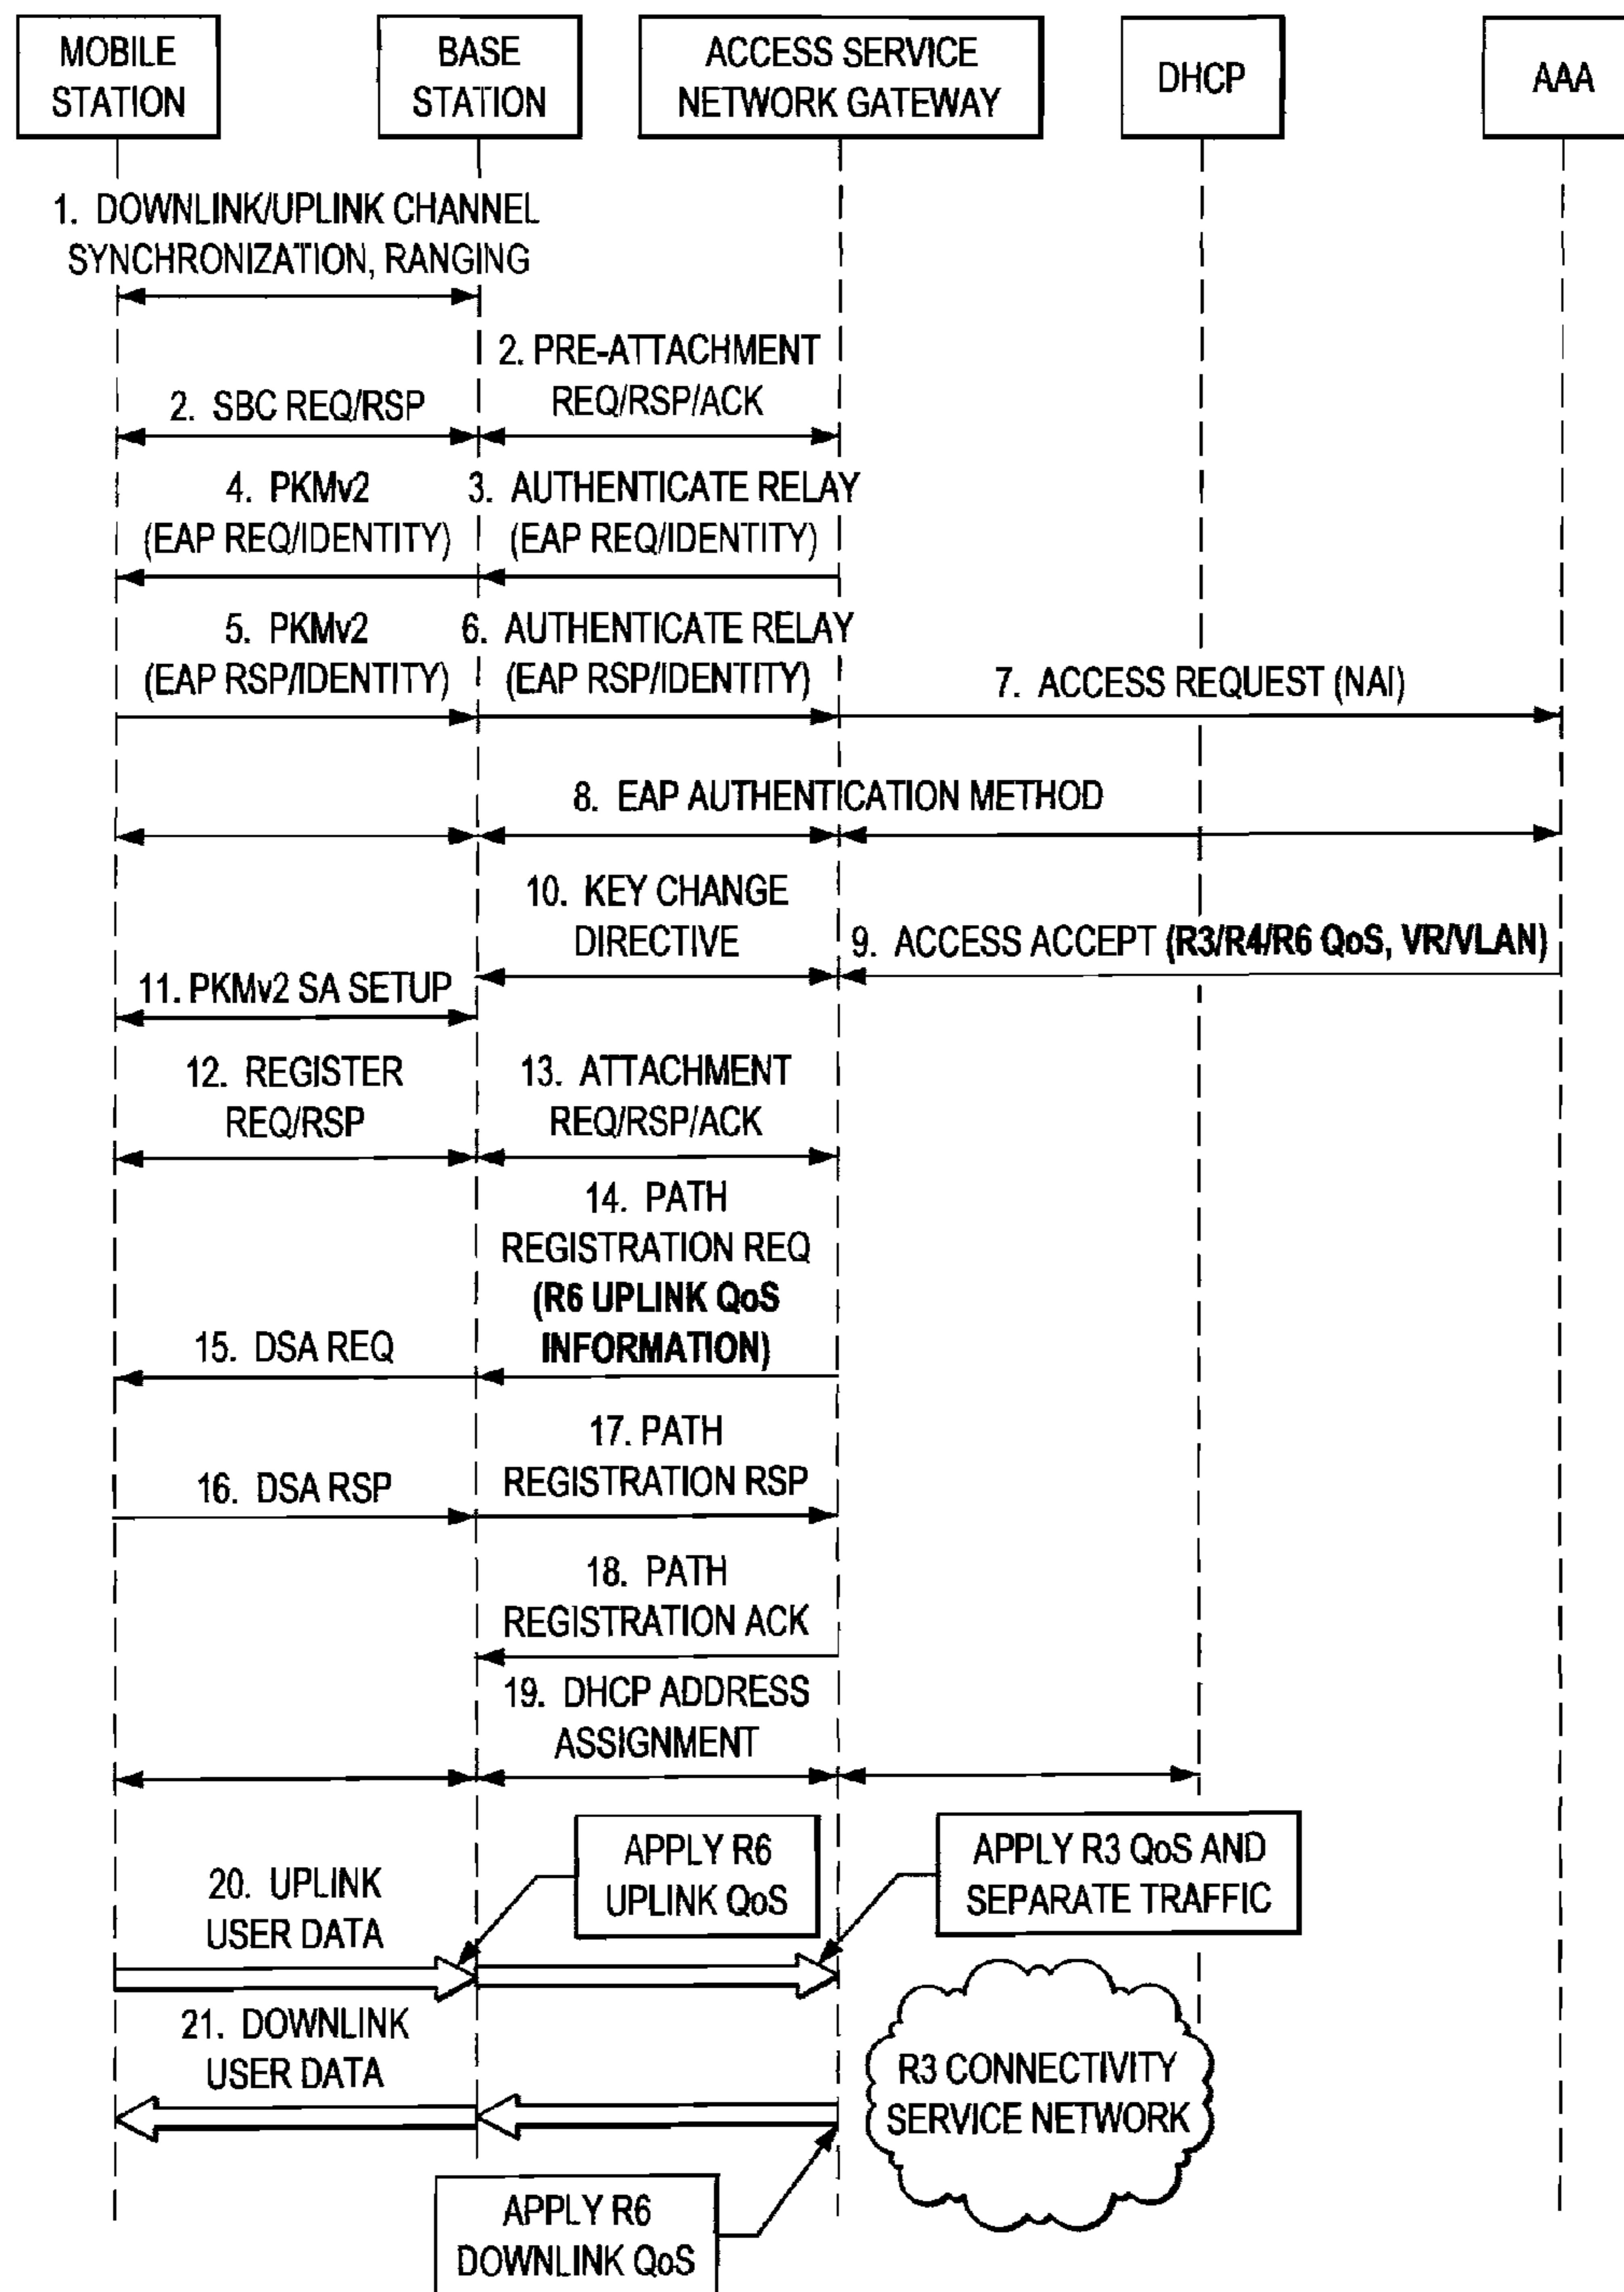 MOBILE
STATION
BASE
STATION
ACCESS SERVICE
NETWORK GATEWAY
DHCP
AAA
1. DOWNLINK/UPLINK CHANNEL
SYNCHRONIZATION, RANGING
2. PRE-ATTACHMENT
REQ/RSP/ACK
2. SBC REQ/RSP
4. PKMv2
(EAP REQ/IDENTITY)
3. AUTHENTICATE RELAY
(EAP REQ/IDENTITY)
5. PKMv2
(EAP RSP/IDENTITY)
6. AUTHENTICATE RELAY
(EAP RSP/IDENTITY)
7. ACCESS REQUEST (NAI)
8. EAP AUTHENTICATION METHOD
10. KEY CHANGE
DIRECTIVE
9. ACCESS ACCEPT (R3/R4/R6 QoS, VR/VLAN)
11. PKMv2 SA SETUP
12. REGISTER
REQ/RSP
13. ATTACHMENT
REQ/RSP/ACK
14. PATH
REGISTRATION REQ
(R6 UPLINK QoS
INFORMATION)
15. DSA REQ
17. PATH
REGISTRATION RSP
16. DSA RSP
18. PATH
REGISTRATION ACK
19. DHCP ADDRESS
ASSIGNMENT
20. UPLINK
USER DATA
APPLY R6
UPLINK QoS
APPLY R3 QoS AND
SEPARATE TRAFFIC
21. DOWNLINK
USER DATA
R3 CONNECTIVITY
SERVICE NETWORK
APPLY R6
DOWNLINK QoS